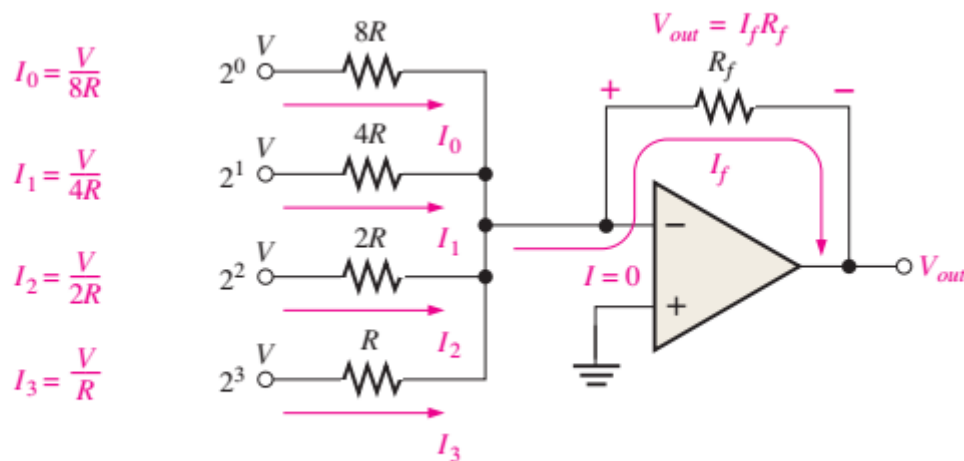 V_out = I_f R_f
I_0 = V/8R
2^0
V
8R
R_f
+
−
I_0
I_f
I_1 = V/4R
2^1
V
4R
I_1
−
I_2 = V/2R
2^2
V
2R
I = 0
V_out
+
I_2
I_3 = V/R
2^3
V
R
I_3